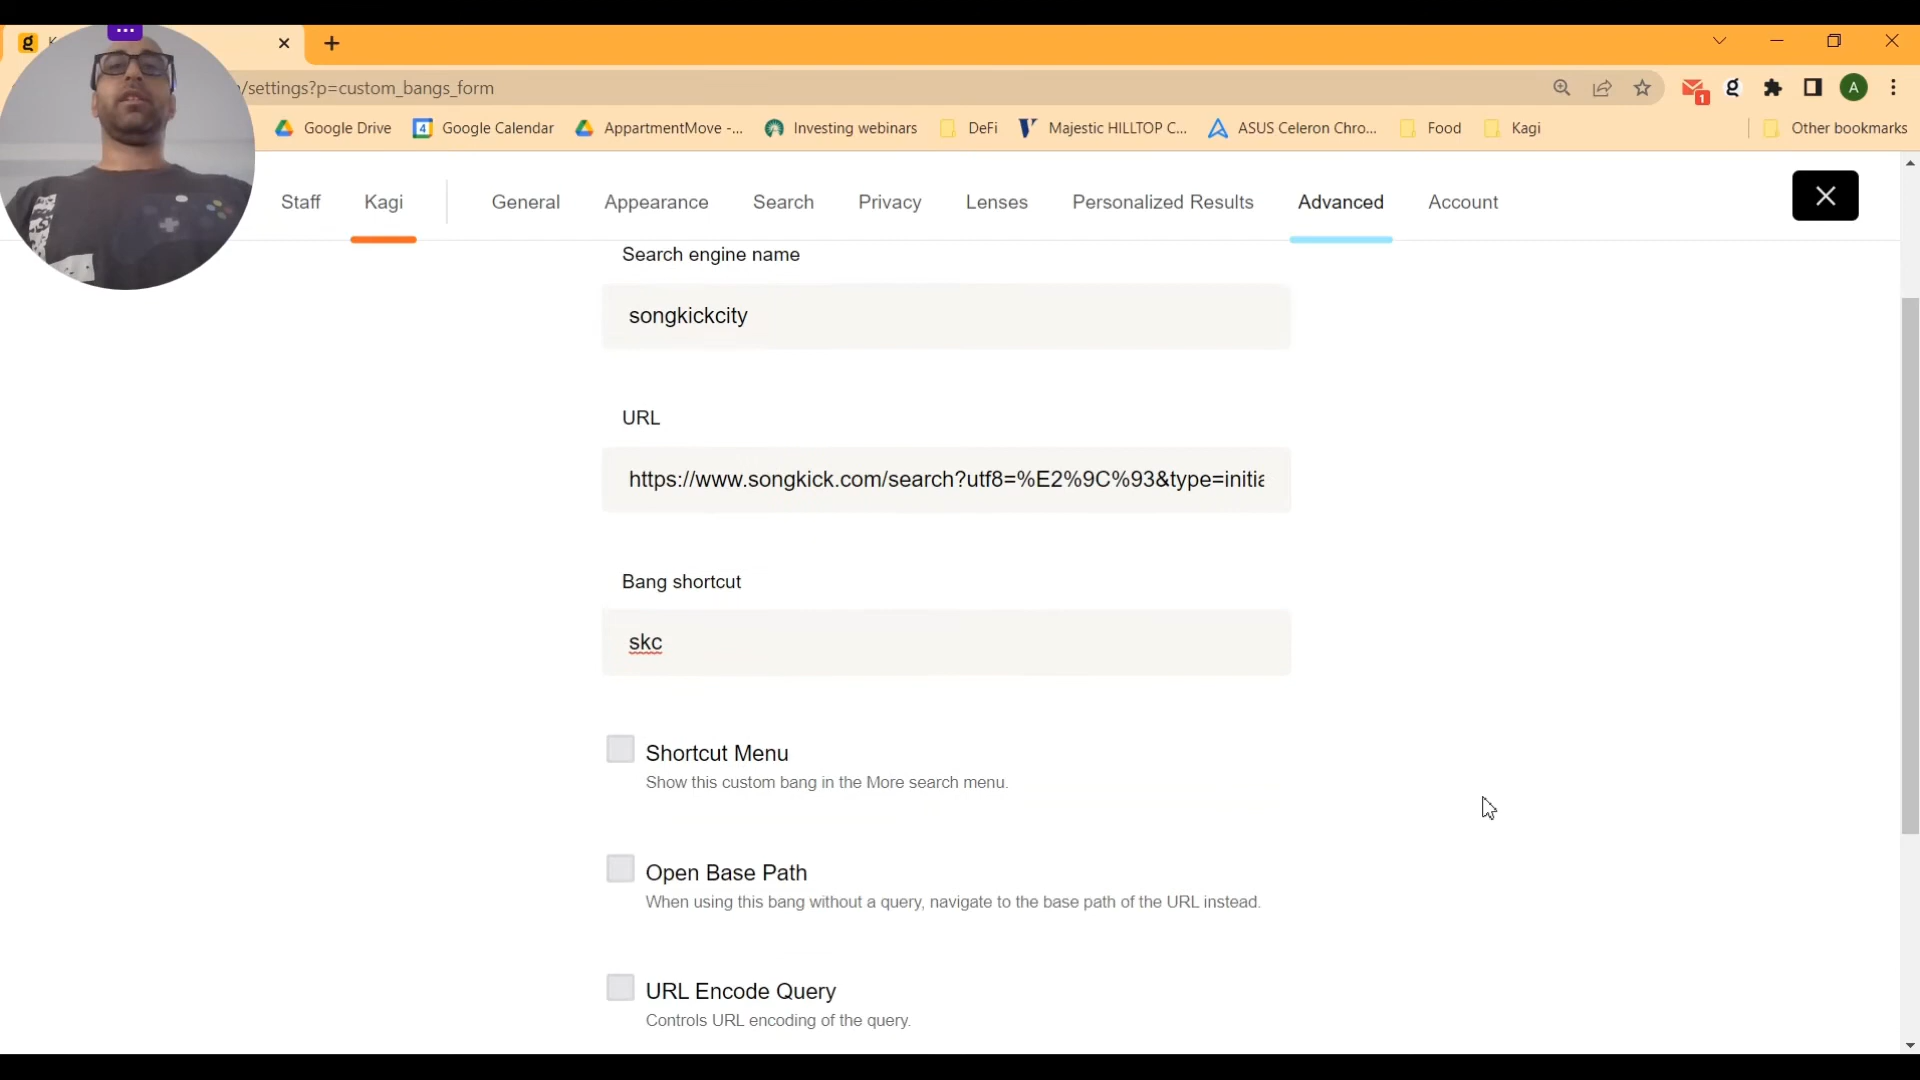 /settings?p=custom_bangs_form
1
A
Google Drive
4
Google Calendar
AppartmentMove -...
Investing webinars
DeFi
Majestic HILLTOP C...
ASUS Celeron Chro...
Food
Kagi
Other bookmarks
Staff
Kagi
General
Appearance
Search
Privacy
Lenses
Personalized Results
Advanced
Account
Search engine name
songkickcity
URL
https://www.songkick.com/search?utf8=%E2%9C%93&type=initia
Bang shortcut
skc
Shortcut Menu
Show this custom bang in the More search menu.
Open Base Path
When using this bang without a query, navigate to the base path of the URL instead.
URL Encode Query
Controls URL encoding of the query.